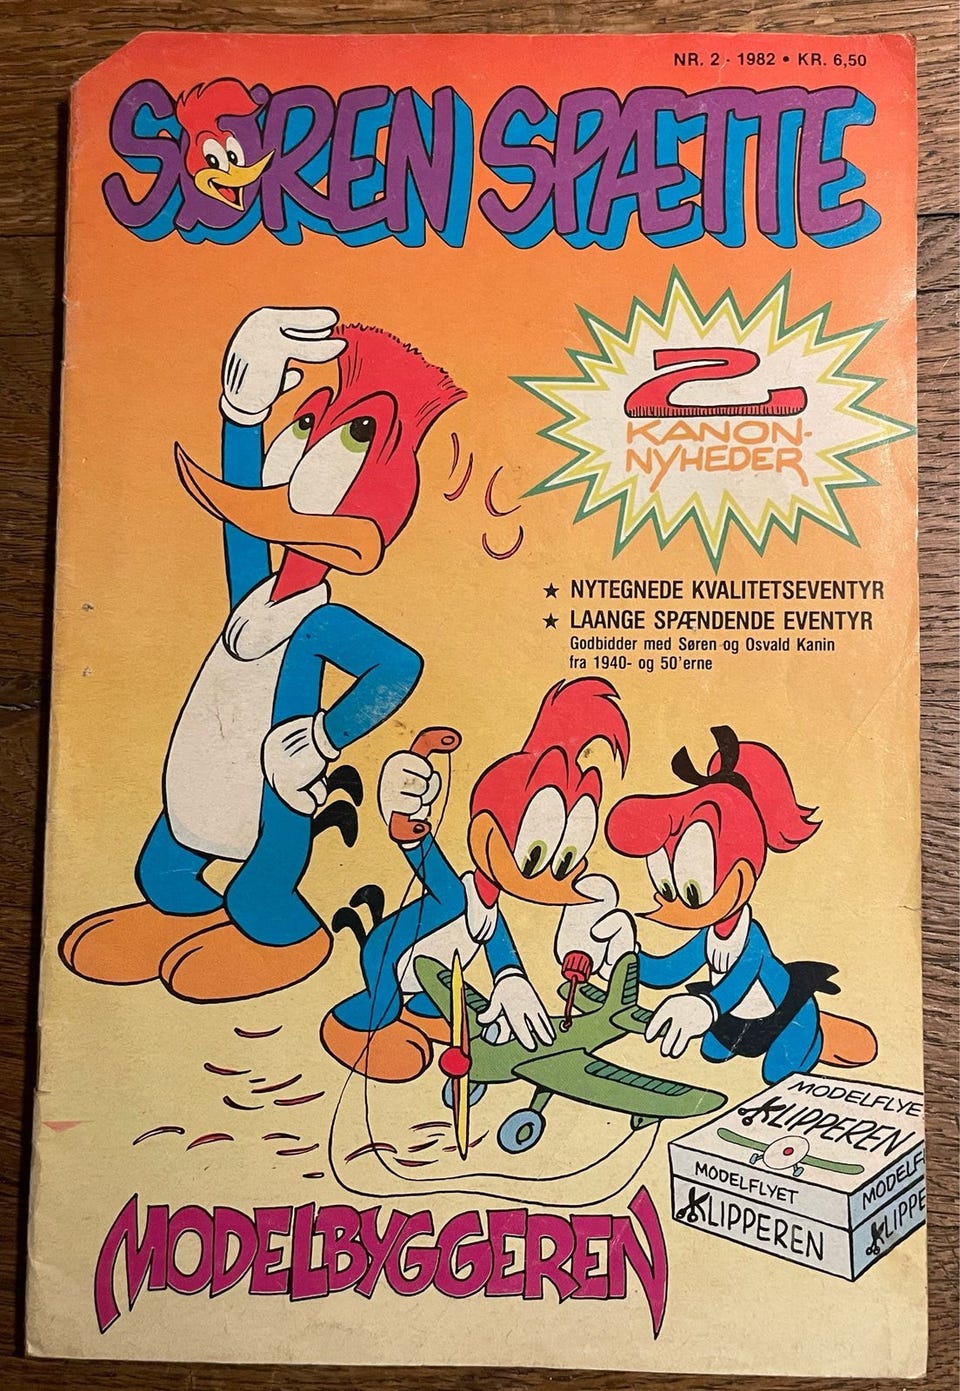 NR. 2 · 1982 • KR. 6,50
SØREN SPÆTTE
2
KANON-
NYHEDER
★ NYTEGNEDE KVALITETSEVENTYR
★ LAANGE SPÆNDENDE EVENTYR
Godbidder med Søren og Osvald Kanin
fra 1940- og 50'erne
MODELFLYE
KLIPPEREN
MODELFLYET
KLIPPEREN
MODELF
KLIPPE
MODELBYGGEREN